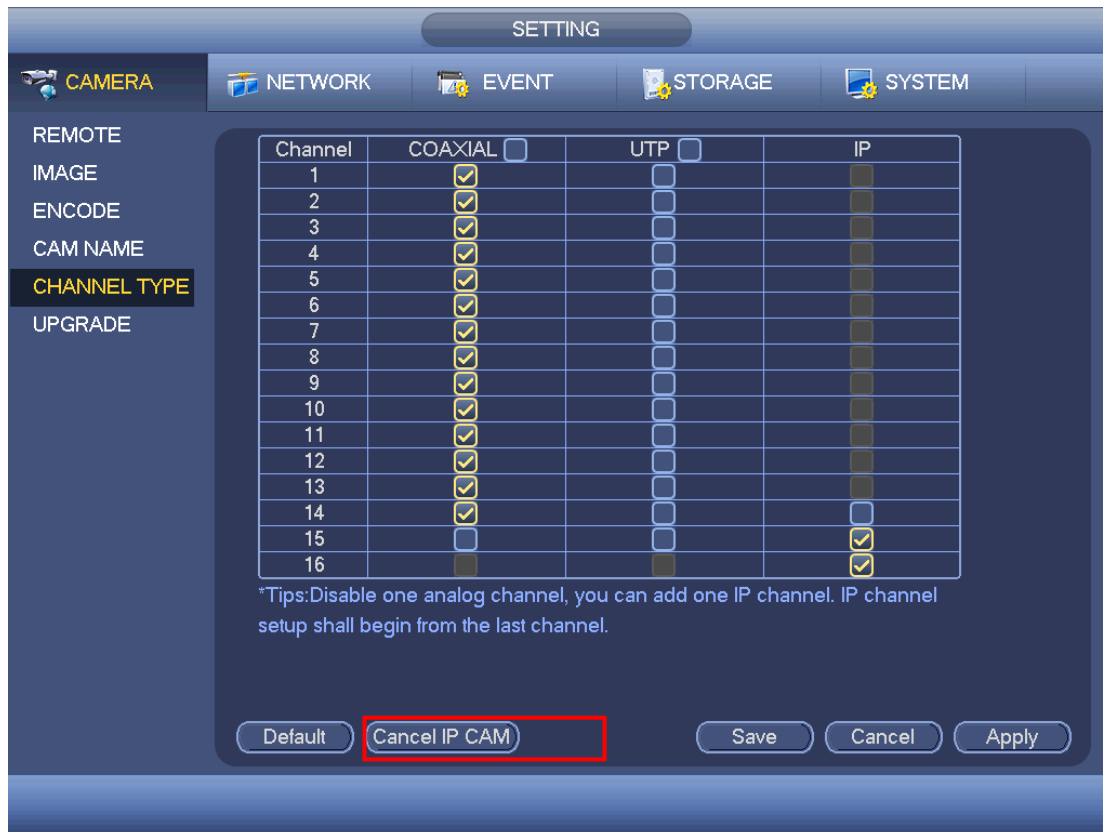 SETTING
CAMERA NETWORK EVENT STORAGE SYSTEM
REMOTE
IMAGE
ENCODE
CAM NAME
CHANNEL TYPE
UPGRADE
Channel COAXIAL UTP IP
1
2
3
4
5
6
7
8
9
10
11
12
13
14
15
16
*Tips:Disable one analog channel, you can add one IP channel. IP channel
setup shall begin from the last channel.
Default Cancel IP CAM Save Cancel Apply